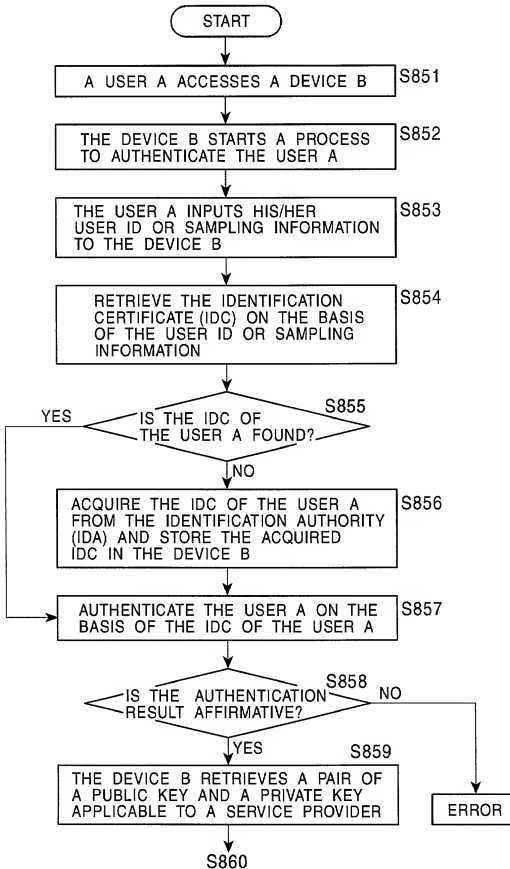 START
A USER A ACCESSES A DEVICE B
S851
THE DEVICE B STARTS A PROCESS
TO AUTHENTICATE THE USER A
S852
THE USER A INPUTS HIS/HER
USER ID OR SAMPLING INFORMATION
TO THE DEVICE B
S853
RETRIEVE THE IDENTIFICATION
CERTIFICATE (IDC) ON THE BASIS
OF THE USER ID OR SAMPLING
INFORMATION
S854
S855
YES
IS THE IDC OF
THE USER A FOUND?
NO
ACQUIRE THE IDC OF THE USER A
FROM THE IDENTIFICATION AUTHORITY
(IDA) AND STORE THE ACQUIRED
IDC IN THE DEVICE B
S856
AUTHENTICATE THE USER A ON THE
BASIS OF THE IDC OF THE USER A
S857
S858
IS THE AUTHENTICATION
RESULT AFFIRMATIVE?
NO
YES
S859
THE DEVICE B RETRIEVES A PAIR OF
A PUBLIC KEY AND A PRIVATE KEY
APPLICABLE TO A SERVICE PROVIDER
ERROR
S860